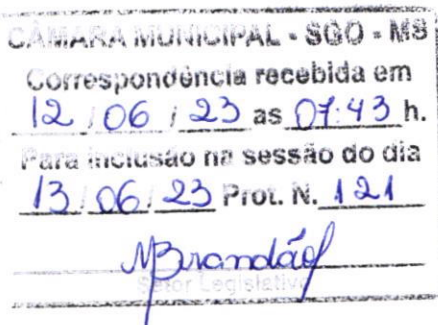 CÂMARA MUNICIPAL - SGO - MS
Correspondência recebida em
12 / 06 / 23 as 07:43 h.
Para inclusão na sessão do dia
13 / 06 / 23 Prot. N. 121
MBrandão
Setor Legislativo